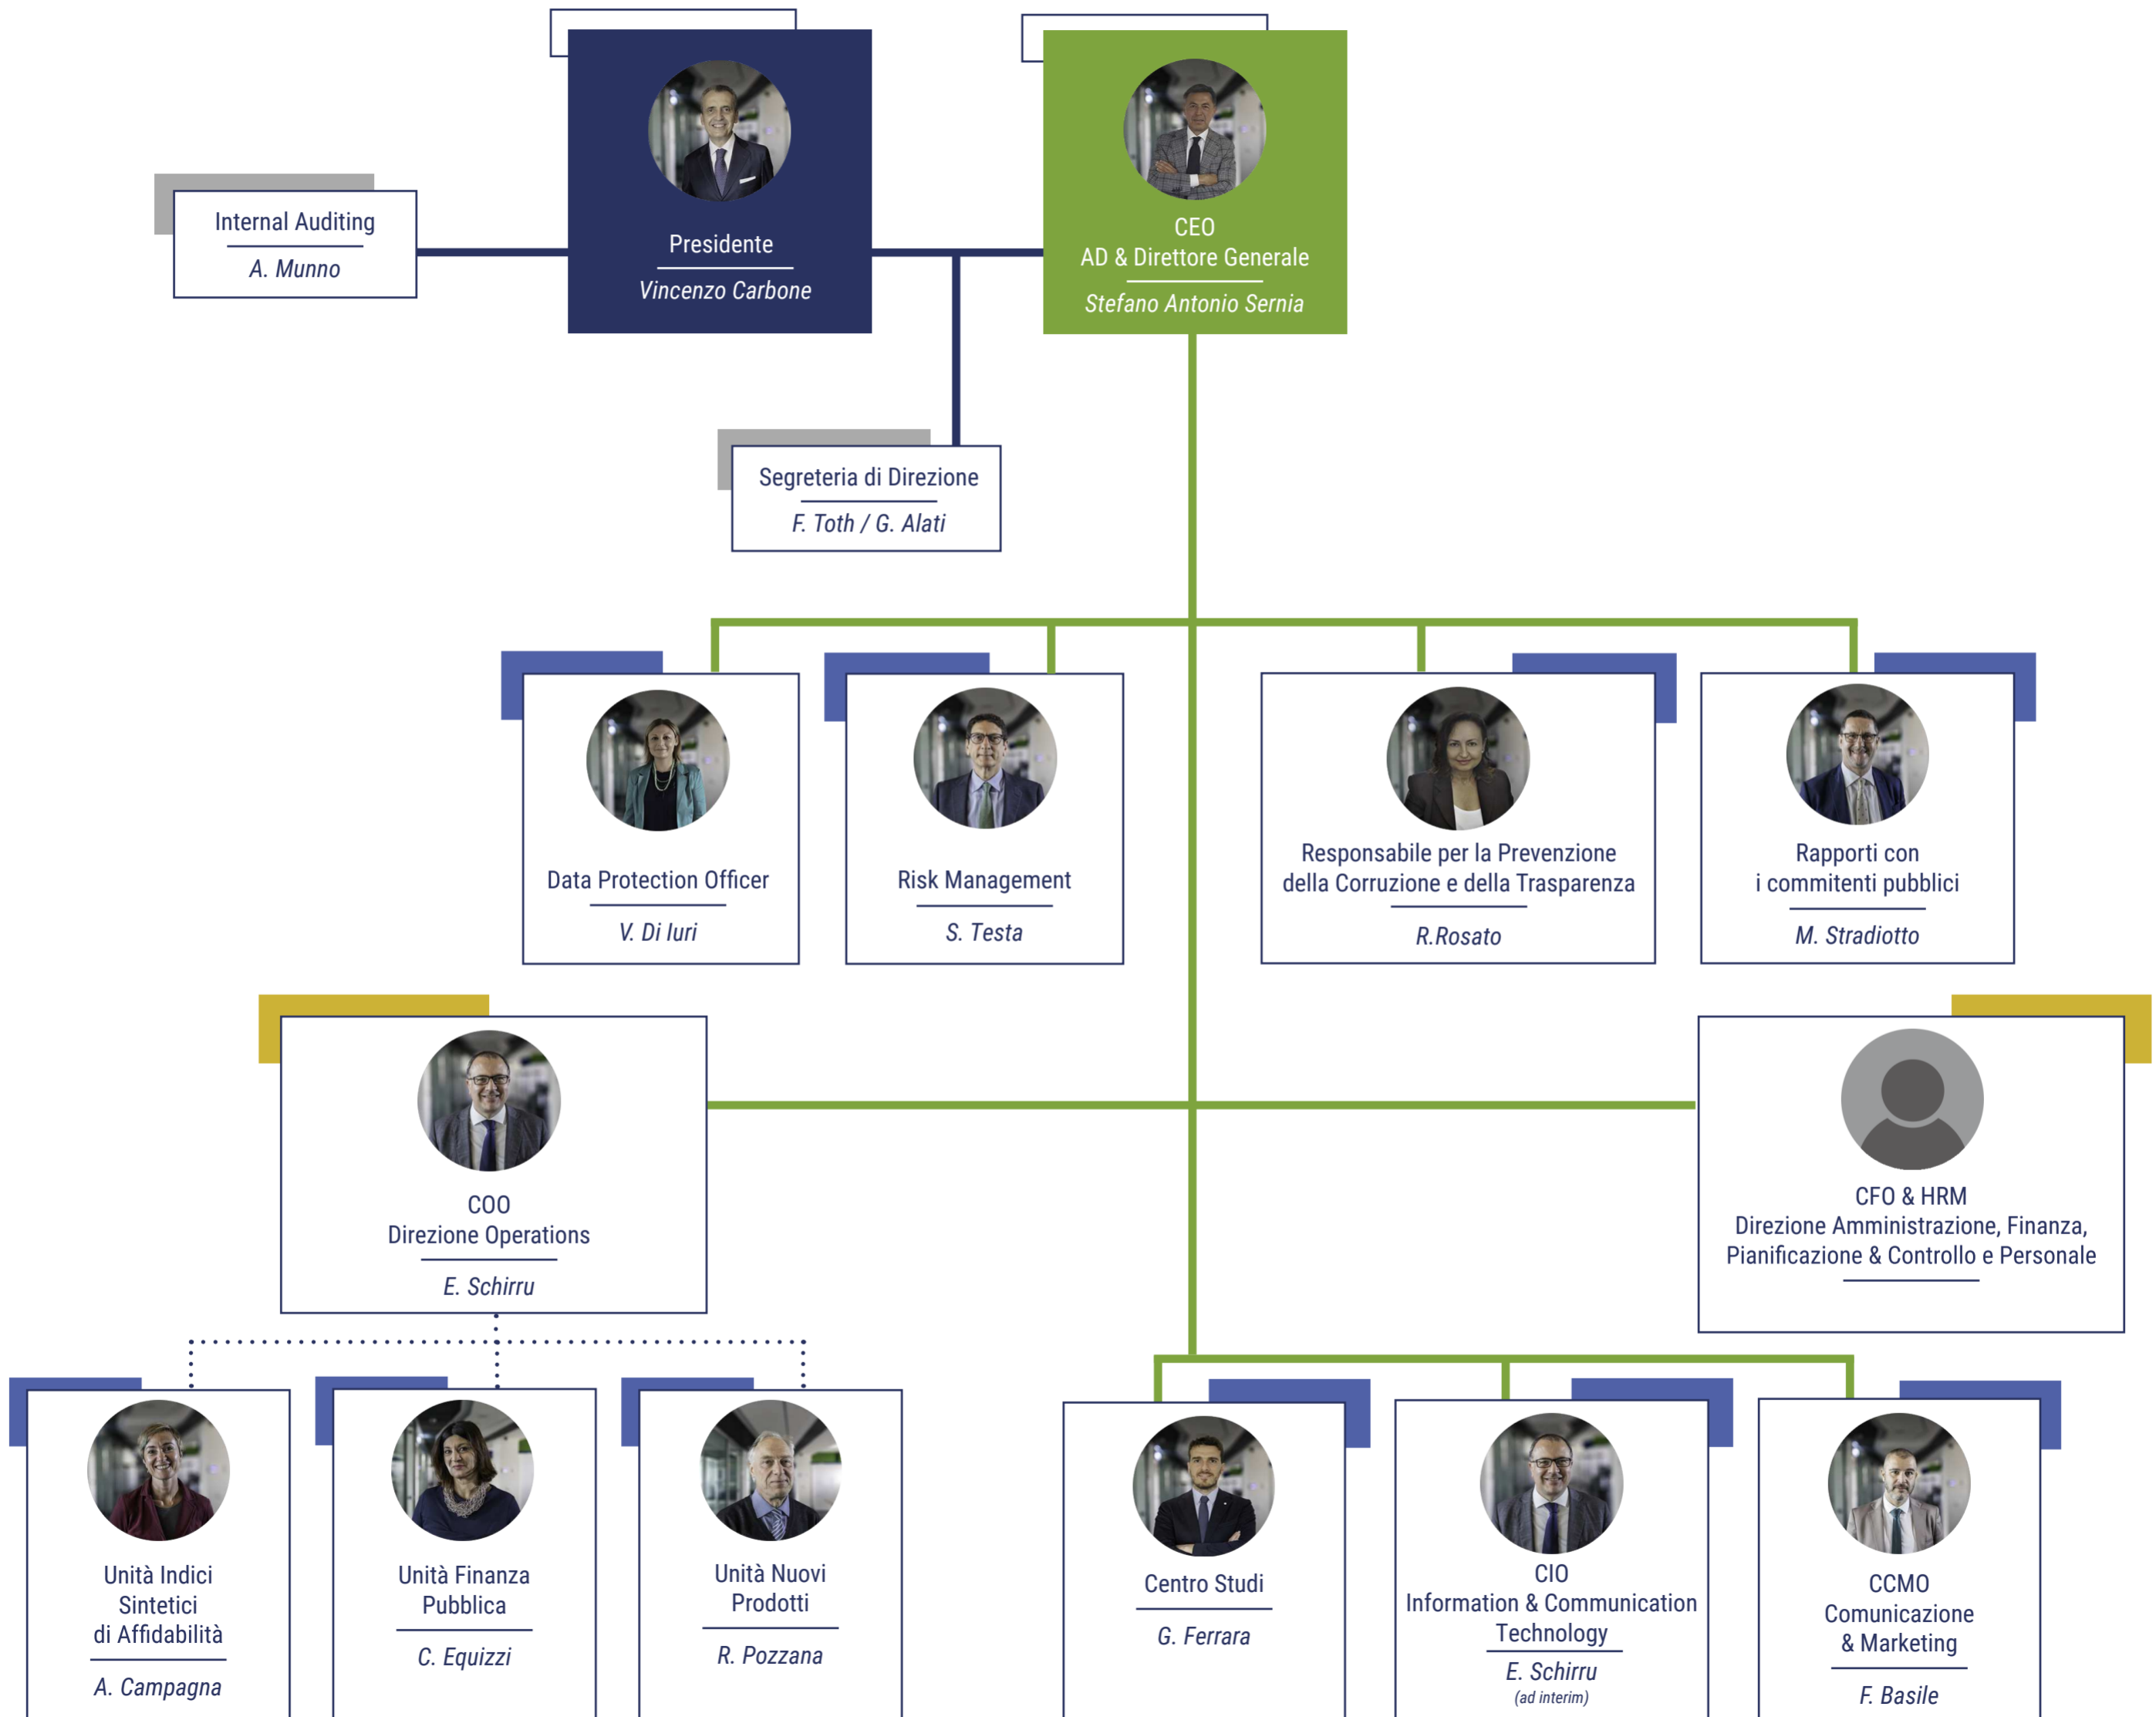 Presidente
Vincenzo Carbone
CEO
AD & Direttore Generale
Stefano Antonio Sernia
Internal Auditing
A. Munno
Segreteria di Direzione
F. Toth / G. Alati
Data Protection Officer
V. Di Iuri
Risk Management
S. Testa
Responsabile per la Prevenzione
della Corruzione e della Trasparenza
R.Rosato
Rapporti con
i commitenti pubblici
M. Stradiotto
COO
Direzione Operations
E. Schirru
CFO & HRM
Direzione Amministrazione, Finanza,
Pianificazione & Controllo e Personale
Unità Indici
Sintetici
di Affidabilità
A. Campagna
Unità Finanza
Pubblica
C. Equizzi
Unità Nuovi
Prodotti
R. Pozzana
Centro Studi
G. Ferrara
CIO
Information & Communication
Technology
E. Schirru
(ad interim)
CCMO
Comunicazione
& Marketing
F. Basile